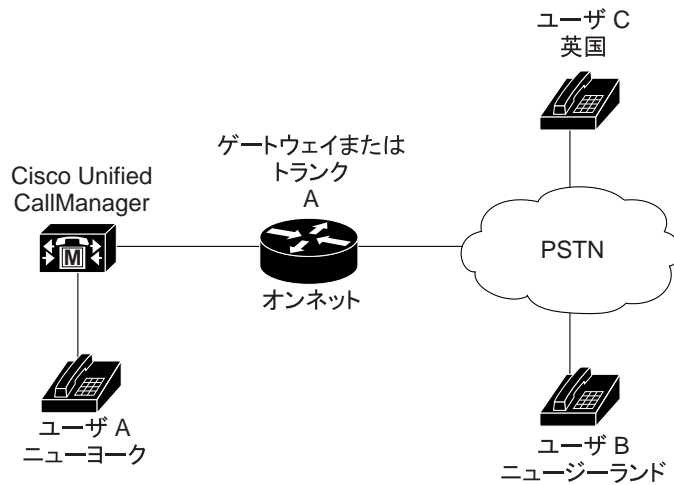 ユーザ C
英国
ゲートウェイまたは
トランク
A
Cisco Unified
CallManager
M
PSTN
オンネット
ユーザ A
ニューヨーク
ユーザ B
ニュージーランド